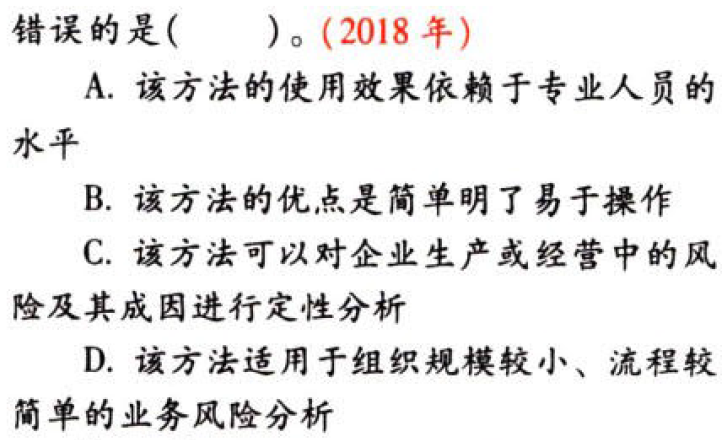 错误的是(　　)。(2018 年)
A. 该方法的使用效果依赖于专业人员的
水平
B. 该方法的优点是简单明了易于操作
C. 该方法可以对企业生产或经营中的风
险及其成因进行定性分析
D. 该方法适用于组织规模较小、流程较
简单的业务风险分析